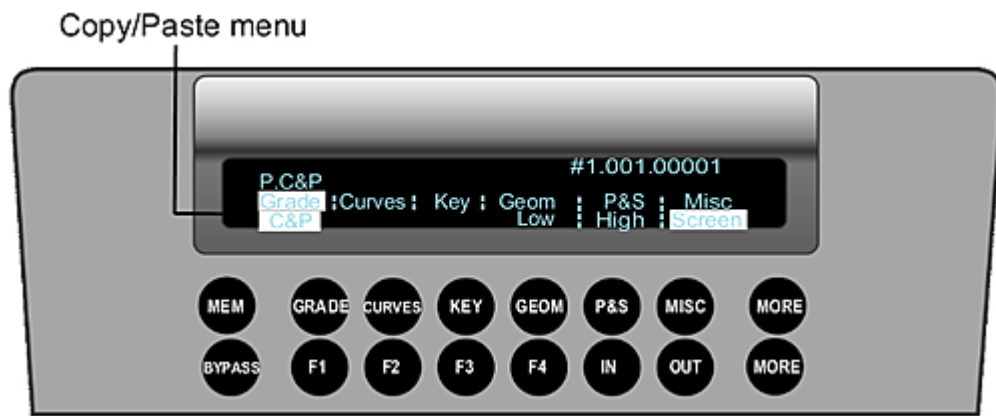 Copy/Paste menu
#1.001.00001
P.C&P
Grade ¦ Curves ¦ Key ¦ Geom ¦ P&S ¦ Misc
C&P Low ¦ High ¦ Screen
MEM GRADE CURVES KEY GEOM P&S MISC MORE
BYPASS F1 F2 F3 F4 IN OUT MORE